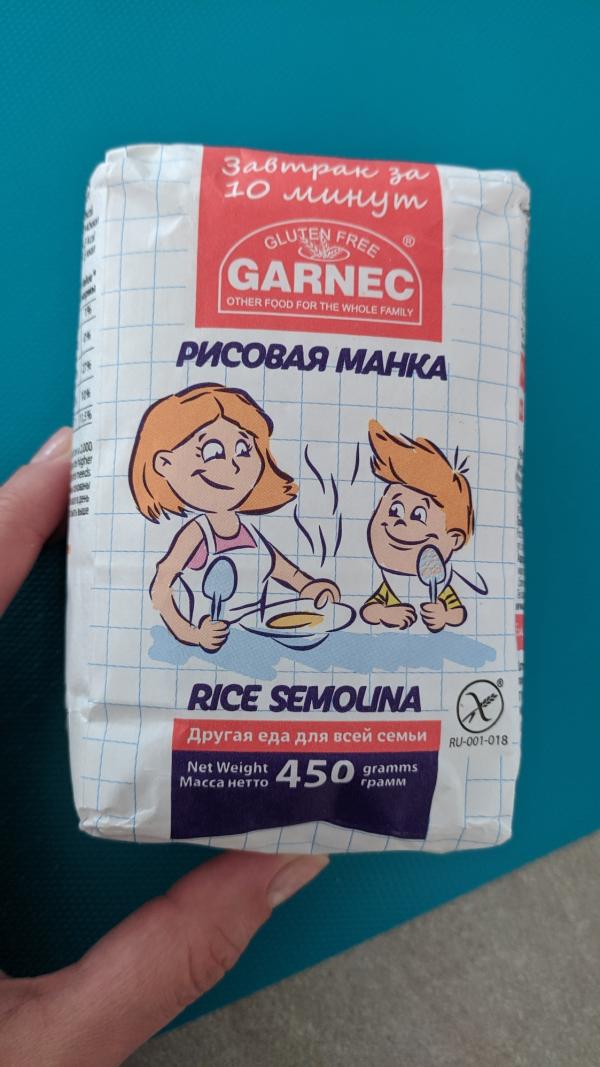 Завтрак за
10 минут
GLUTEN FREE
®
GARNEC
OTHER FOOD FOR THE WHOLE FAMILY
РИСОВАЯ МАНКА
RICE SEMOLINA
®
RU-001-018
Другая еда для всей семьи
Net Weight 450 gramms
Масса нетто грамм